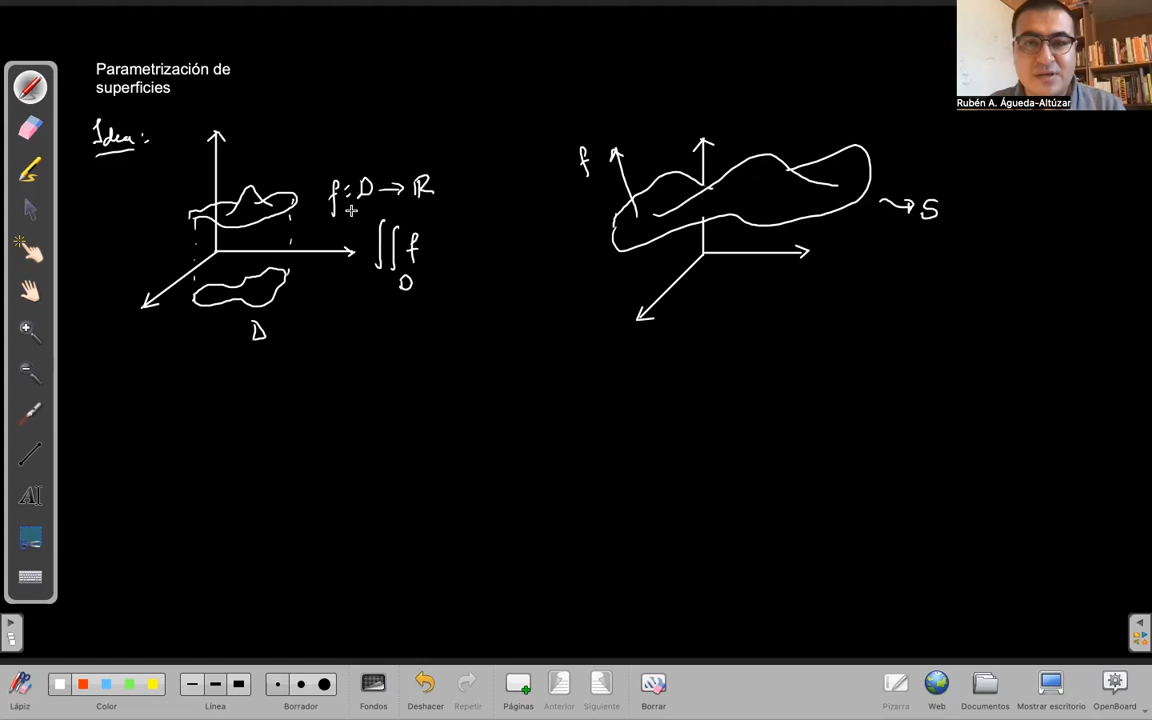 Parametrización de
superficies
Rubén A. Águeda-Altúzar
Idea:
f: D → ℝ
∬ f
D
D
f
S
Lápiz
Color
Línea
Borrador
Fondos
Deshacer
Repetir
Páginas
Anterior
Siguiente
Borrar
Pizarra
Web
Documentos
Mostrar escritorio
OpenBoard